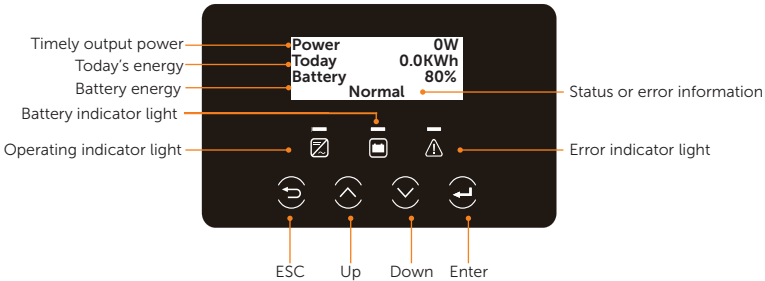 Timely output power
Today's energy
Battery energy
Battery indicator light
Operating indicator light
Power 0W
Today 0.0KWh
Battery 80%
Normal
Status or error information
Error indicator light
ESC Up Down Enter